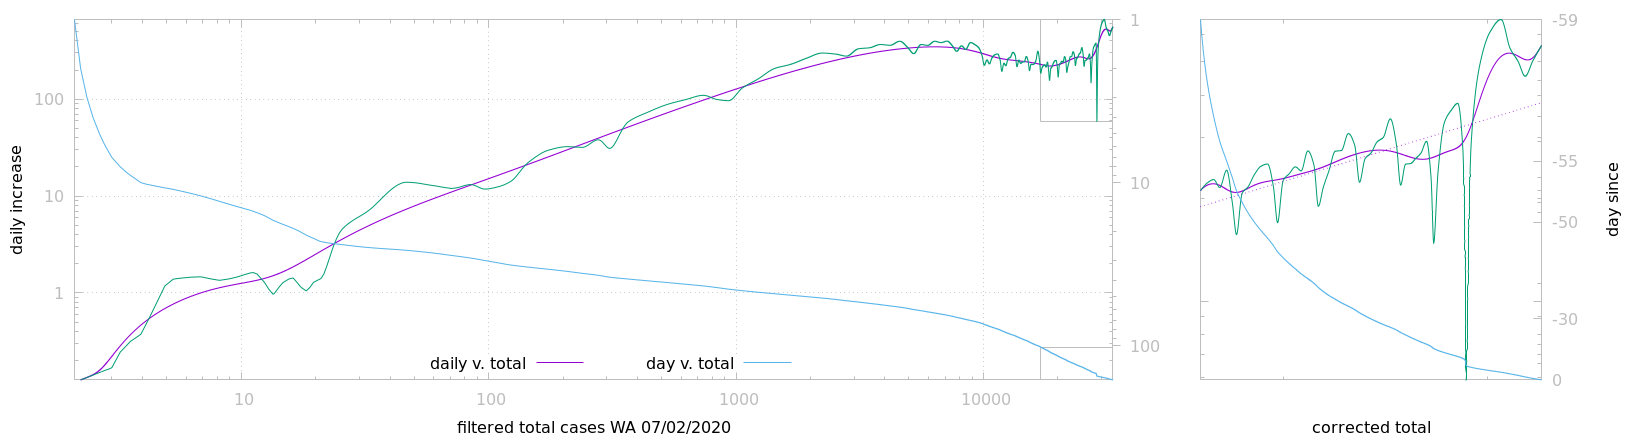 daily increase
100
10
1
10
100
1000
10000
filtered total cases WA 07/02/2020
daily v. total
day v. total
1
10
100
-59
-55
-50
-30
0
day since
corrected total